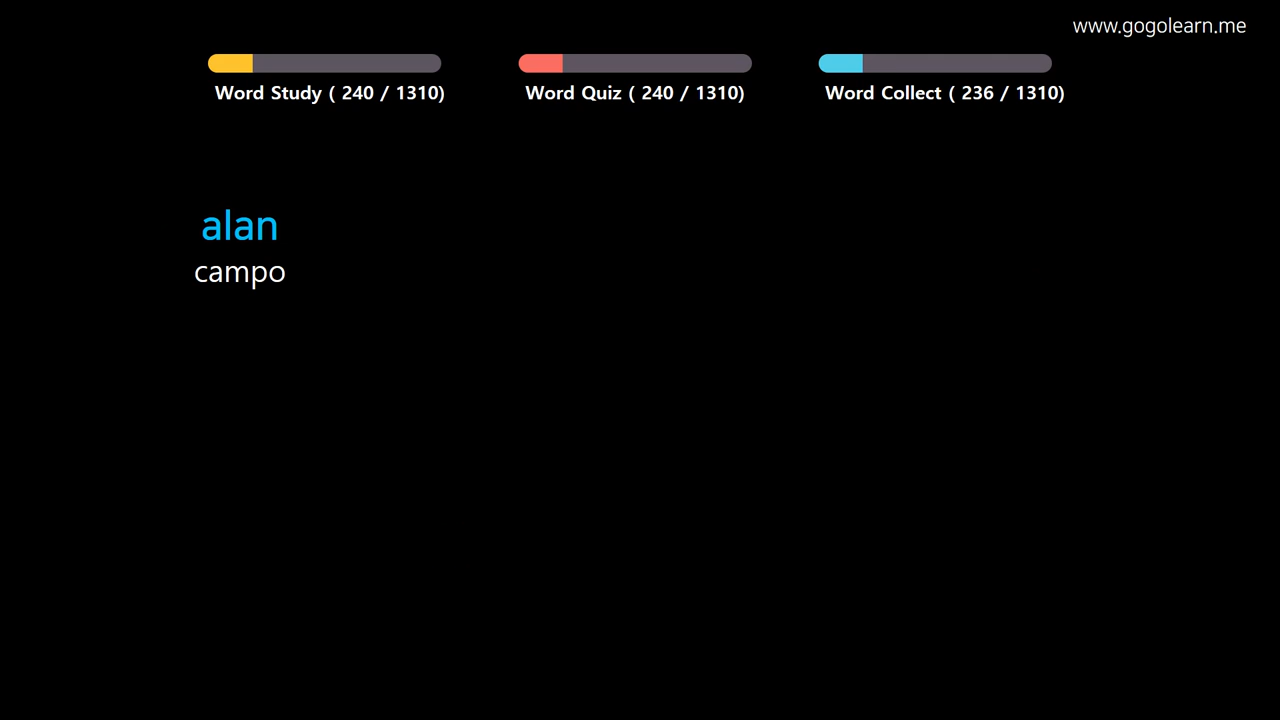 www.gogolearn.me
Word Study ( 240 / 1310)
Word Quiz ( 240 / 1310)
Word Collect ( 236 / 1310)
alan
campo